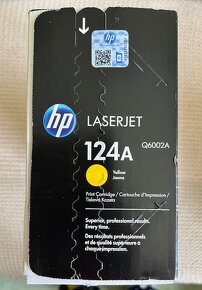 hp
LASERJET
124A
Q6002A
Yellow
Jaune
Print Cartridge / Cartouche d'impression /
Tisková Kazeta
Superior, professional results.
Every time.
Des résultats professionnels
et de qualité supérieure à
chaque impression.